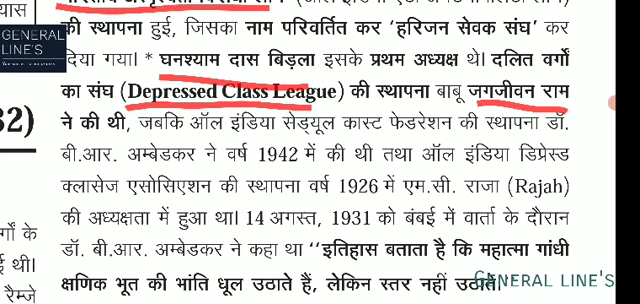 यास
GENERAL
LINE'S
की स्थापना हुई, जिसका नाम परिवर्तित कर ‘हरिजन सेवक संघ’ कर
दिया गया। * घनश्याम दास बिड़ला इसके प्रथम अध्यक्ष थे। दलित वर्गों
का संघ (Depressed Class League) की स्थापना बाबू जगजीवन राम
32)
ने की थी, जबकि ऑल इंडिया सेड्यूल कास्ट फेडरेशन की स्थापना डॉ.
बी.आर. अम्बेडकर ने वर्ष 1942 में की थी तथा ऑल इंडिया डिप्रेस्ड
क्लासेज एसोसिएशन की स्थापना वर्ष 1926 में एम.सी. राजा (Rajah)
की अध्यक्षता में हुआ था। 14 अगस्त, 1931 को बंबई में वार्ता के दौरान
र्गों के
डॉ. बी.आर. अम्बेडकर ने कहा था ‘‘इतिहास बताता है कि महात्मा गांधी
ई थी।
क्षणिक भूत की भांति धूल उठाते हैं, लेकिन स्तर नहीं उठाते
रैम्जे
GENERAL LINE'S